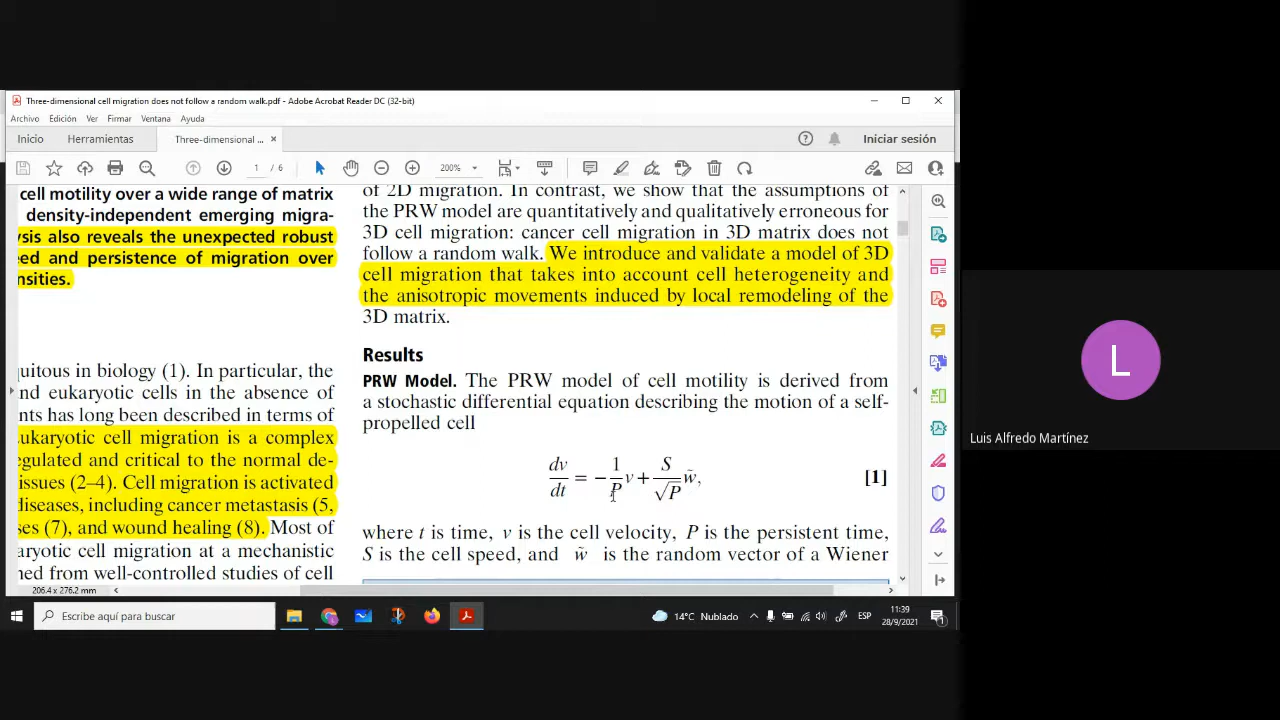 Three-dimensional cell migration does not follow a random walk.pdf - Adobe Acrobat Reader DC (32-bit)
Archivo Edición Ver Firmar Ventana Ayuda
Inicio Herramientas Three-dimensional ... × Iniciar sesión
1 / 6 200%
cell motility over a wide range of matrix
density-independent emerging migra-
ysis also reveals the unexpected robust
eed and persistence of migration over
nsities.
quitous in biology (1). In particular, the
nd eukaryotic cells in the absence of
nts has long been described in terms of
ukaryotic cell migration is a complex
egulated and critical to the normal de-
issues (2–4). Cell migration is activated
diseases, including cancer metastasis (5,
ses (7), and wound healing (8). Most of
aryotic cell migration at a mechanistic
ned from well-controlled studies of cell
206.4 x 276.2 mm
of 2D migration. In contrast, we show that the assumptions of
the PRW model are quantitatively and qualitatively erroneous for
3D cell migration: cancer cell migration in 3D matrix does not
follow a random walk. We introduce and validate a model of 3D
cell migration that takes into account cell heterogeneity and
the anisotropic movements induced by local remodeling of the
3D matrix.
Results
PRW Model. The PRW model of cell motility is derived from
a stochastic differential equation describing the motion of a self-
propelled cell
dv/dt = −1/P v + S/√P w̃, [1]
where t is time, v is the cell velocity, P is the persistent time,
S is the cell speed, and w̃ is the random vector of a Wiener
L
Luis Alfredo Martínez
Escribe aquí para buscar
14°C Nublado ESP 11:39
28/9/2021 1